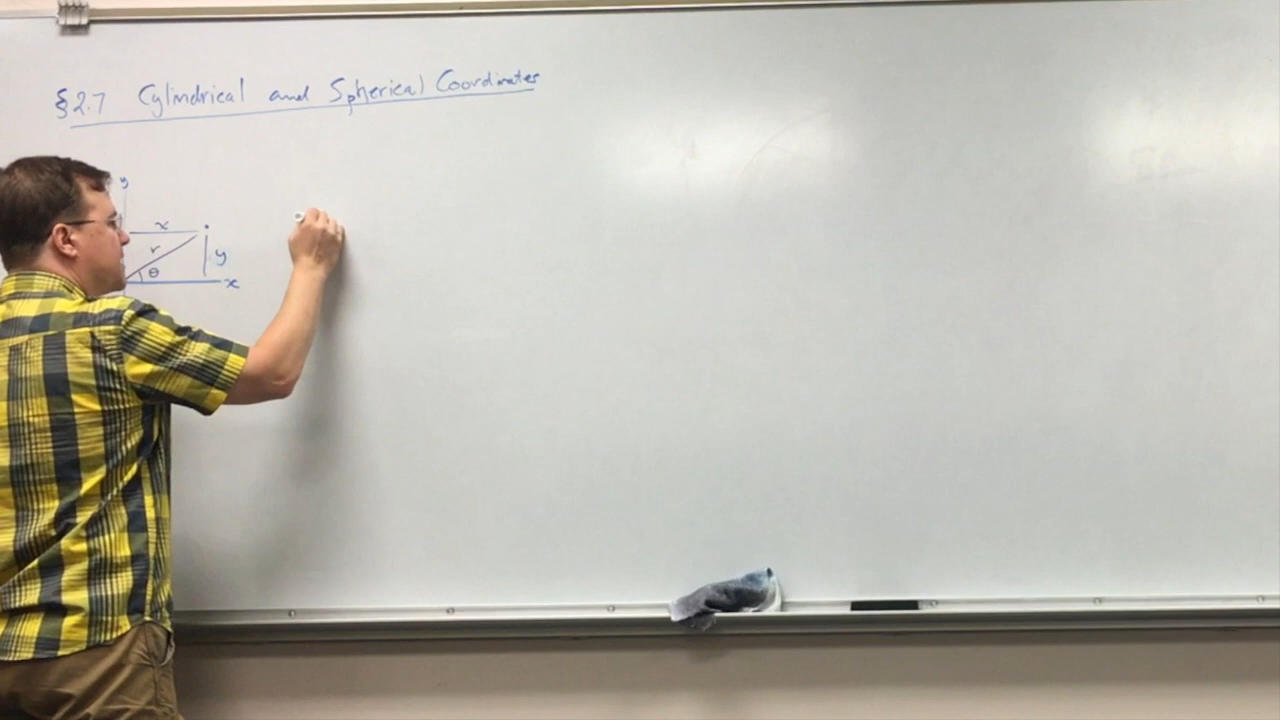 §2.7 Cylindrical and Spherical Coordinates
y
x
r
y
θ
x